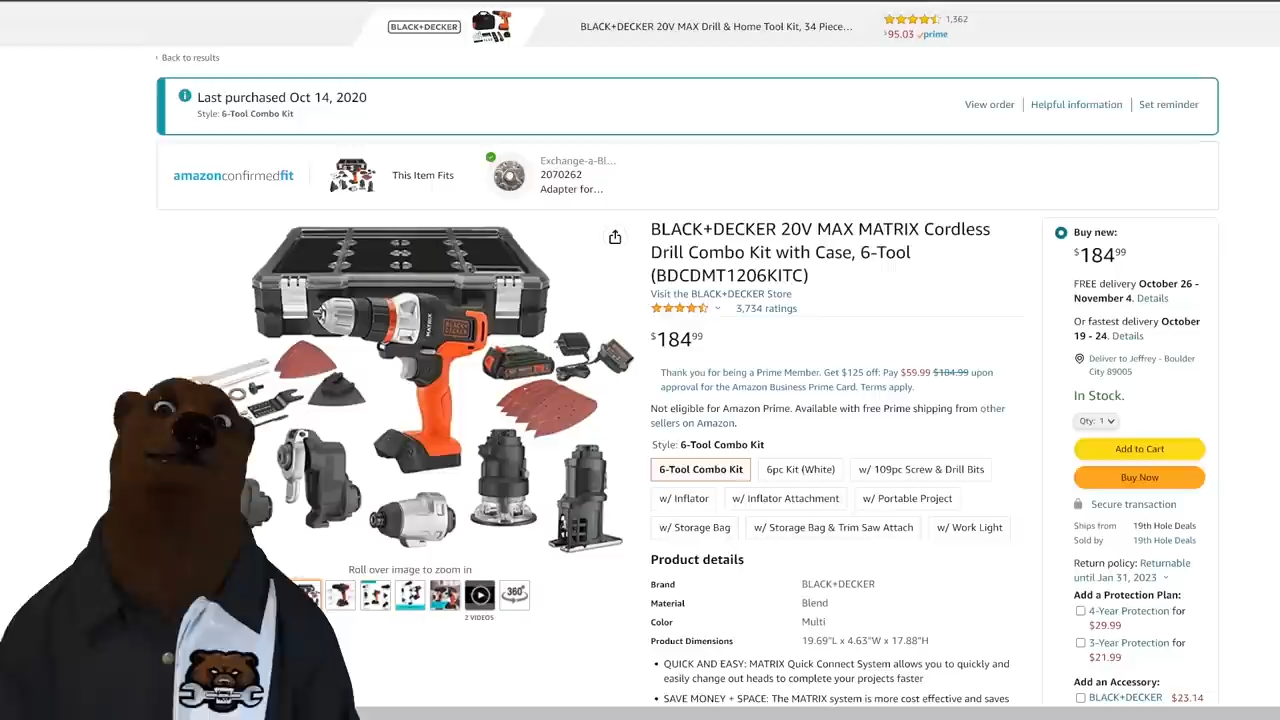 BLACK+DECKER
BLACK+DECKER 20V MAX Drill & Home Tool Kit, 34 Piece...
1,362
$95.03 prime
‹ Back to results
Last purchased Oct 14, 2020
Style: 6-Tool Combo Kit
View order
Helpful information
Set reminder
amazonconfirmedfit
This Item Fits
Exchange-a-Bl...
2070262
Adapter for...
BLACK+DECKER 20V MAX MATRIX Cordless
Drill Combo Kit with Case, 6-Tool
(BDCDMT1206KITC)
Visit the BLACK+DECKER Store
3,734 ratings
$18499
Thank you for being a Prime Member. Get $125 off: Pay $59.99 $184.99 upon
approval for the Amazon Business Prime Card. Terms apply.
Not eligible for Amazon Prime. Available with free Prime shipping from other
sellers on Amazon.
Style: 6-Tool Combo Kit
6-Tool Combo Kit
6pc Kit (White)
w/ 109pc Screw & Drill Bits
w/ Inflator
w/ Inflator Attachment
w/ Portable Project
w/ Storage Bag
w/ Storage Bag & Trim Saw Attach
w/ Work Light
Product details
Brand BLACK+DECKER
Material Blend
Color Multi
Product Dimensions 19.69"L x 4.63"W x 17.88"H
• QUICK AND EASY: MATRIX Quick Connect System allows you to quickly and
easily change out heads to complete your projects faster
• SAVE MONEY + SPACE: The MATRIX system is more cost effective and saves
MATRIX
BLACK+DECKER
Roll over image to zoom in
2 VIDEOS
360°
Buy new:
$18499
FREE delivery October 26 -
November 4. Details
Or fastest delivery October
19 - 24. Details
Deliver to Jeffrey - Boulder
City 89005
In Stock.
Qty: 1
Add to Cart
Buy Now
Secure transaction
Ships from 19th Hole Deals
Sold by 19th Hole Deals
Return policy: Returnable
until Jan 31, 2023
Add a Protection Plan:
4-Year Protection for
$29.99
3-Year Protection for
$21.99
Add an Accessory:
BLACK+DECKER $23.14